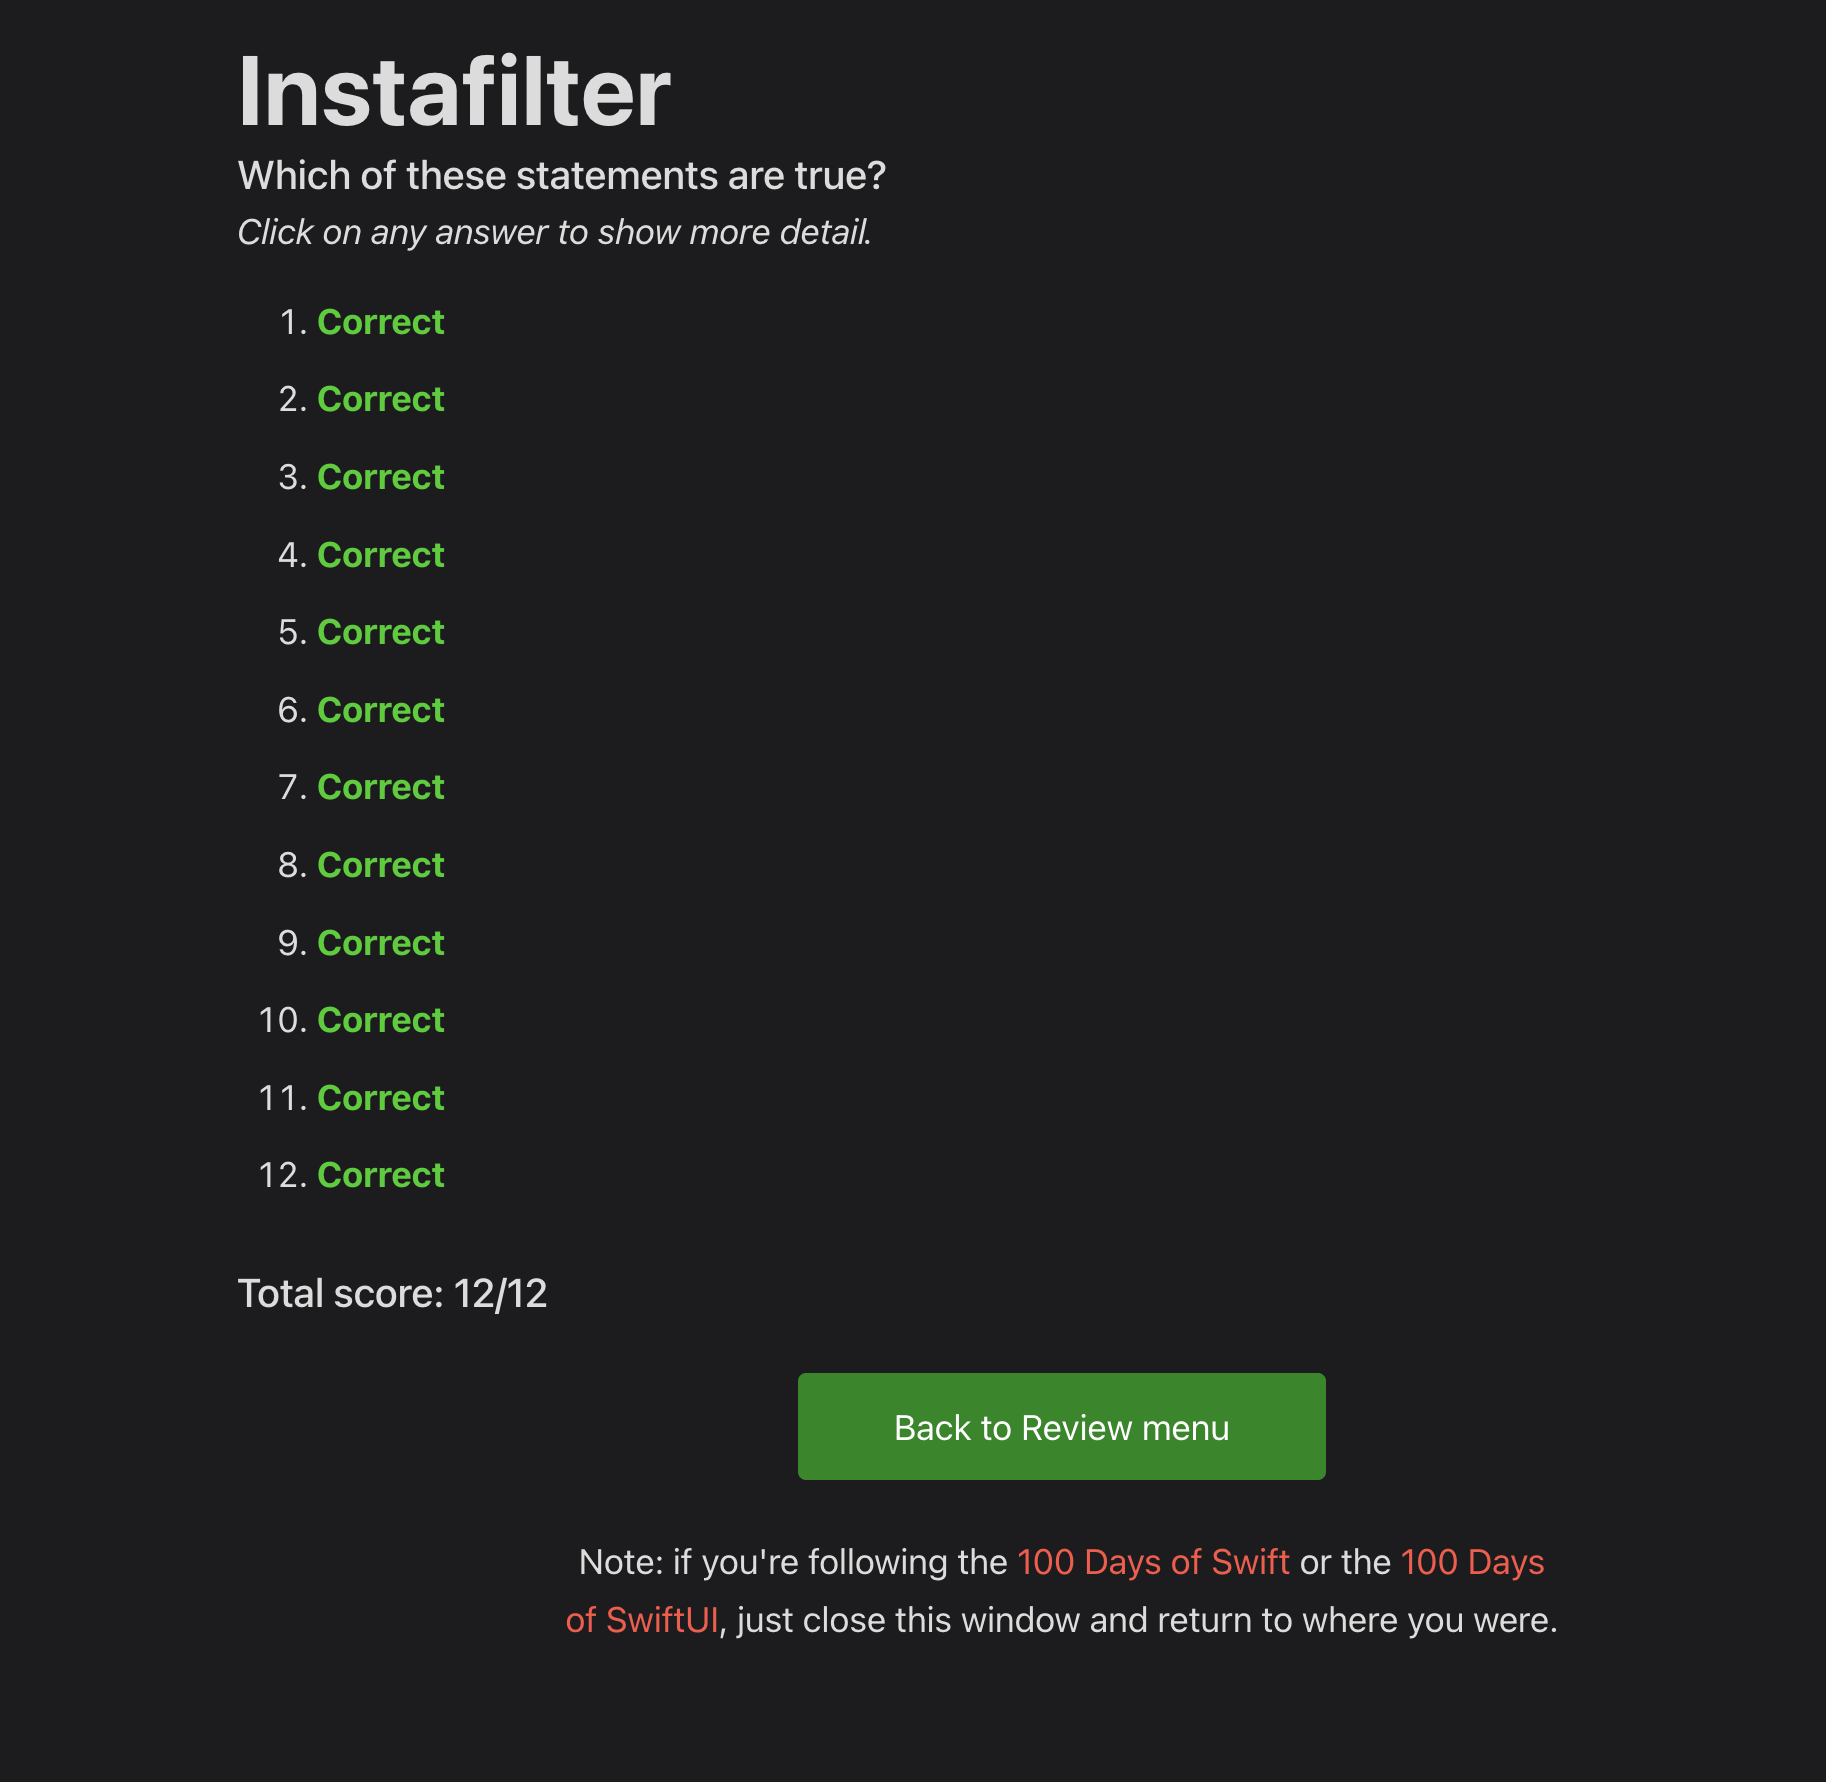 Instafilter
Which of these statements are true?
Click on any answer to show more detail.
1. Correct
2. Correct
3. Correct
4. Correct
5. Correct
6. Correct
7. Correct
8. Correct
9. Correct
10. Correct
11. Correct
12. Correct
Total score: 12/12
Back to Review menu
Note: if you're following the 100 Days of Swift or the 100 Days
of SwiftUI, just close this window and return to where you were.